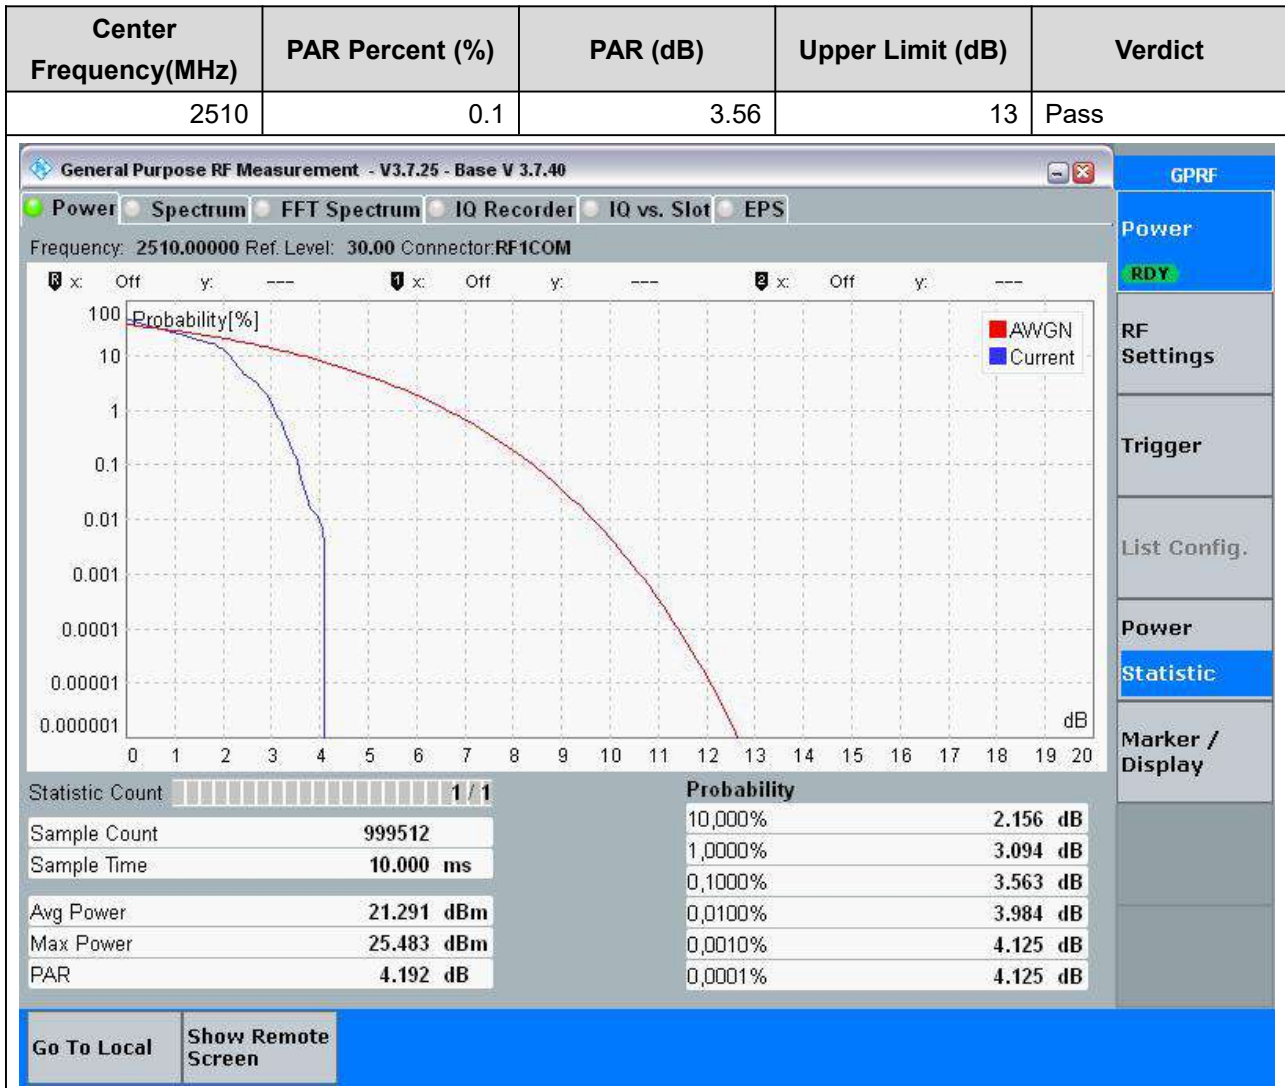 Center Frequency(MHz) PAR Percent (%) PAR (dB) Upper Limit (dB) Verdict
2510 0.1 3.56 13 Pass
General Purpose RF Measurement - V3.7.25 - Base V 3.7.40
GPRF
Power Spectrum FFT Spectrum IQ Recorder IQ vs. Slot EPS
Frequency: 2510.00000 Ref. Level: 30.00 Connector:RF1COM
R x: Off y: --- 1 x: Off y: --- 2 x: Off y: ---
Probability[%]
AWGN
Current
100
10
1
0.1
0.01
0.001
0.0001
0.00001
0.000001
dB
0 1 2 3 4 5 6 7 8 9 10 11 12 13 14 15 16 17 18 19 20
Statistic Count 1 / 1
Sample Count 999512
Sample Time 10.000 ms
Avg Power 21.291 dBm
Max Power 25.483 dBm
PAR 4.192 dB
Probability
10,000% 2.156 dB
1,0000% 3.094 dB
0,1000% 3.563 dB
0,0100% 3.984 dB
0,0010% 4.125 dB
0,0001% 4.125 dB
Power
RDY
RF
Settings
Trigger
List Config.
Power
Statistic
Marker /
Display
Go To Local
Show Remote
Screen